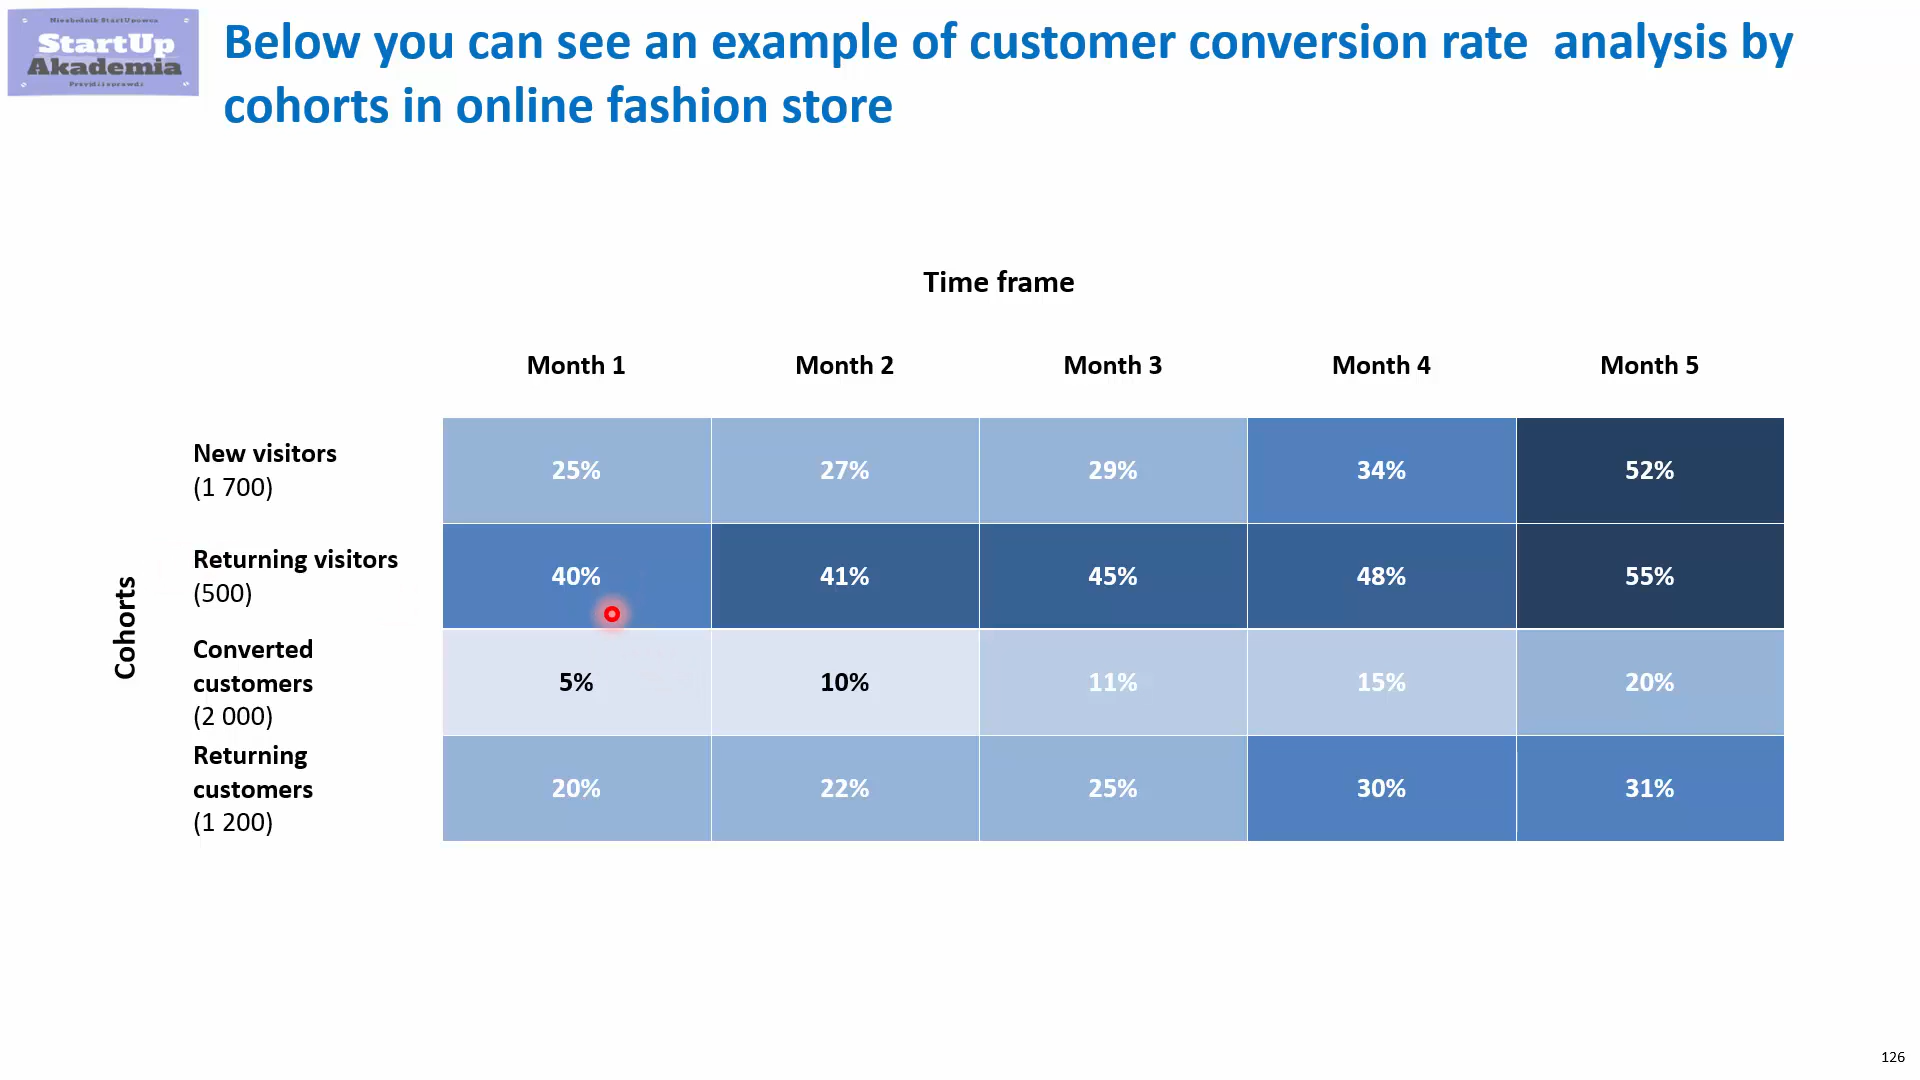 Niezbędnik StartUpowca
StartUp
Akademia
Below you can see an example of customer conversion rate analysis by
cohorts in online fashion store
Time frame
Month 1 Month 2 Month 3 Month 4 Month 5
Cohorts
New visitors
(1 700)
25% 27% 29% 34% 52%
Returning visitors
(500)
40% 41% 45% 48% 55%
Converted
customers
(2 000)
5% 10% 11% 15% 20%
Returning
customers
(1 200)
20% 22% 25% 30% 31%
126